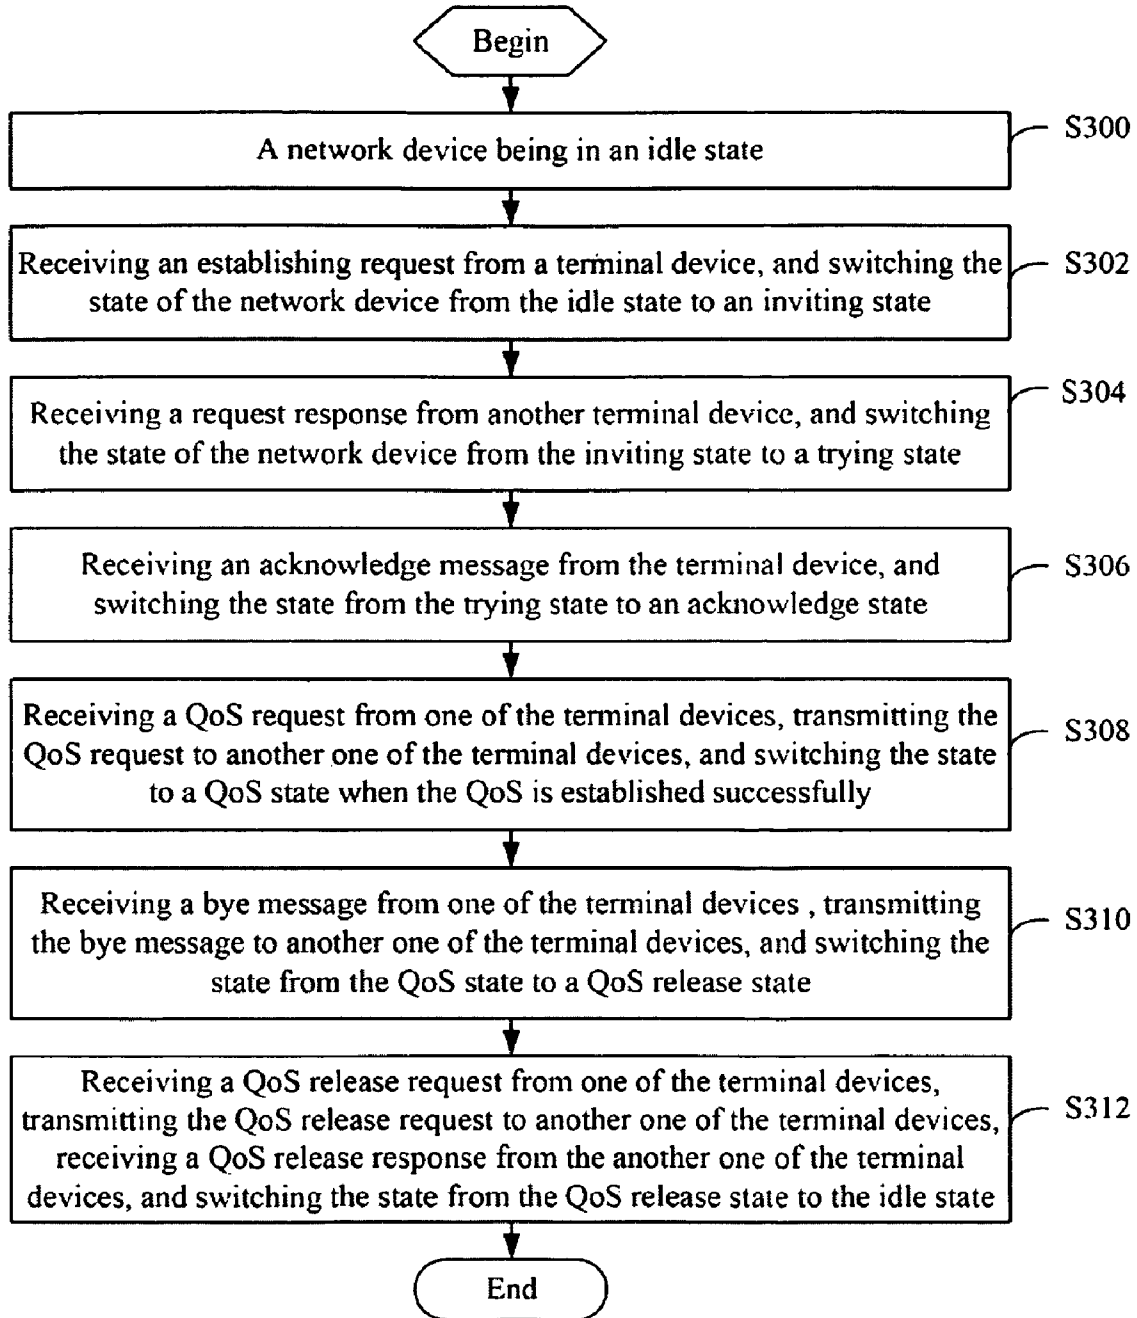 Begin
A network device being in an idle state
S300
Receiving an establishing request from a terminal device, and switching the
state of the network device from the idle state to an inviting state
S302
Receiving a request response from another terminal device, and switching
the state of the network device from the inviting state to a trying state
S304
Receiving an acknowledge message from the terminal device, and
switching the state from the trying state to an acknowledge state
S306
Receiving a QoS request from one of the terminal devices, transmitting the
QoS request to another one of the terminal devices, and switching the state
to a QoS state when the QoS is established successfully
S308
Receiving a bye message from one of the terminal devices , transmitting
the bye message to another one of the terminal devices, and switching the
state from the QoS state to a QoS release state
S310
Receiving a QoS release request from one of the terminal devices,
transmitting the QoS release request to another one of the terminal devices,
receiving a QoS release response from the another one of the terminal
devices, and switching the state from the QoS release state to the idle state
S312
End